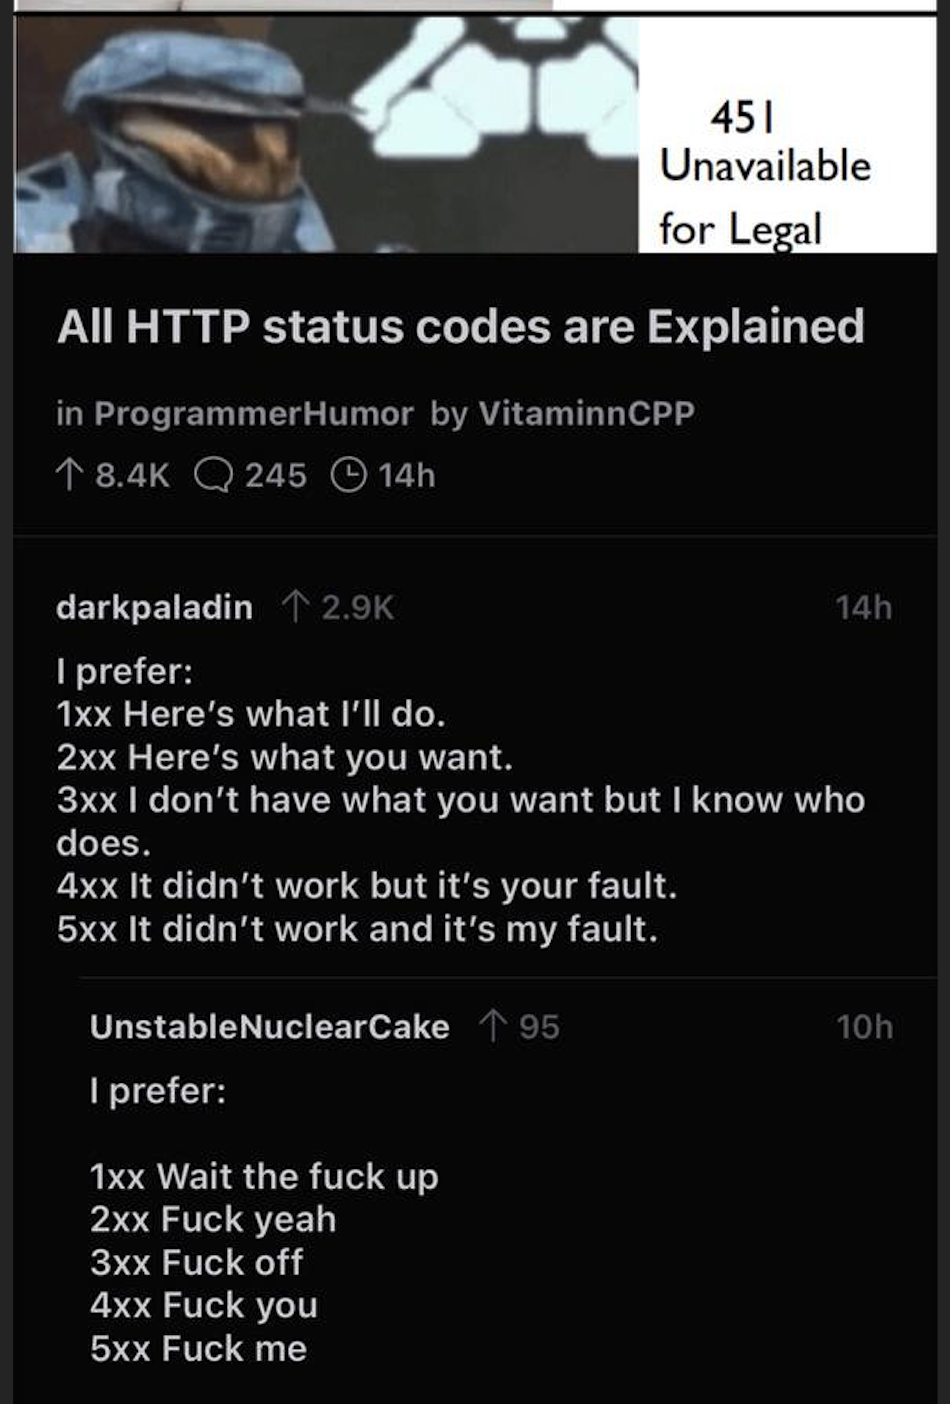 451
Unavailable
for Legal
All HTTP status codes are Explained
in ProgrammerHumor by VitaminnCPP
8.4K 245 14h
darkpaladin 2.9K 14h
I prefer:
1xx Here’s what I’ll do.
2xx Here’s what you want.
3xx I don’t have what you want but I know who
does.
4xx It didn’t work but it’s your fault.
5xx It didn’t work and it’s my fault.
UnstableNuclearCake 95 10h
I prefer:
1xx Wait the fuck up
2xx Fuck yeah
3xx Fuck off
4xx Fuck you
5xx Fuck me